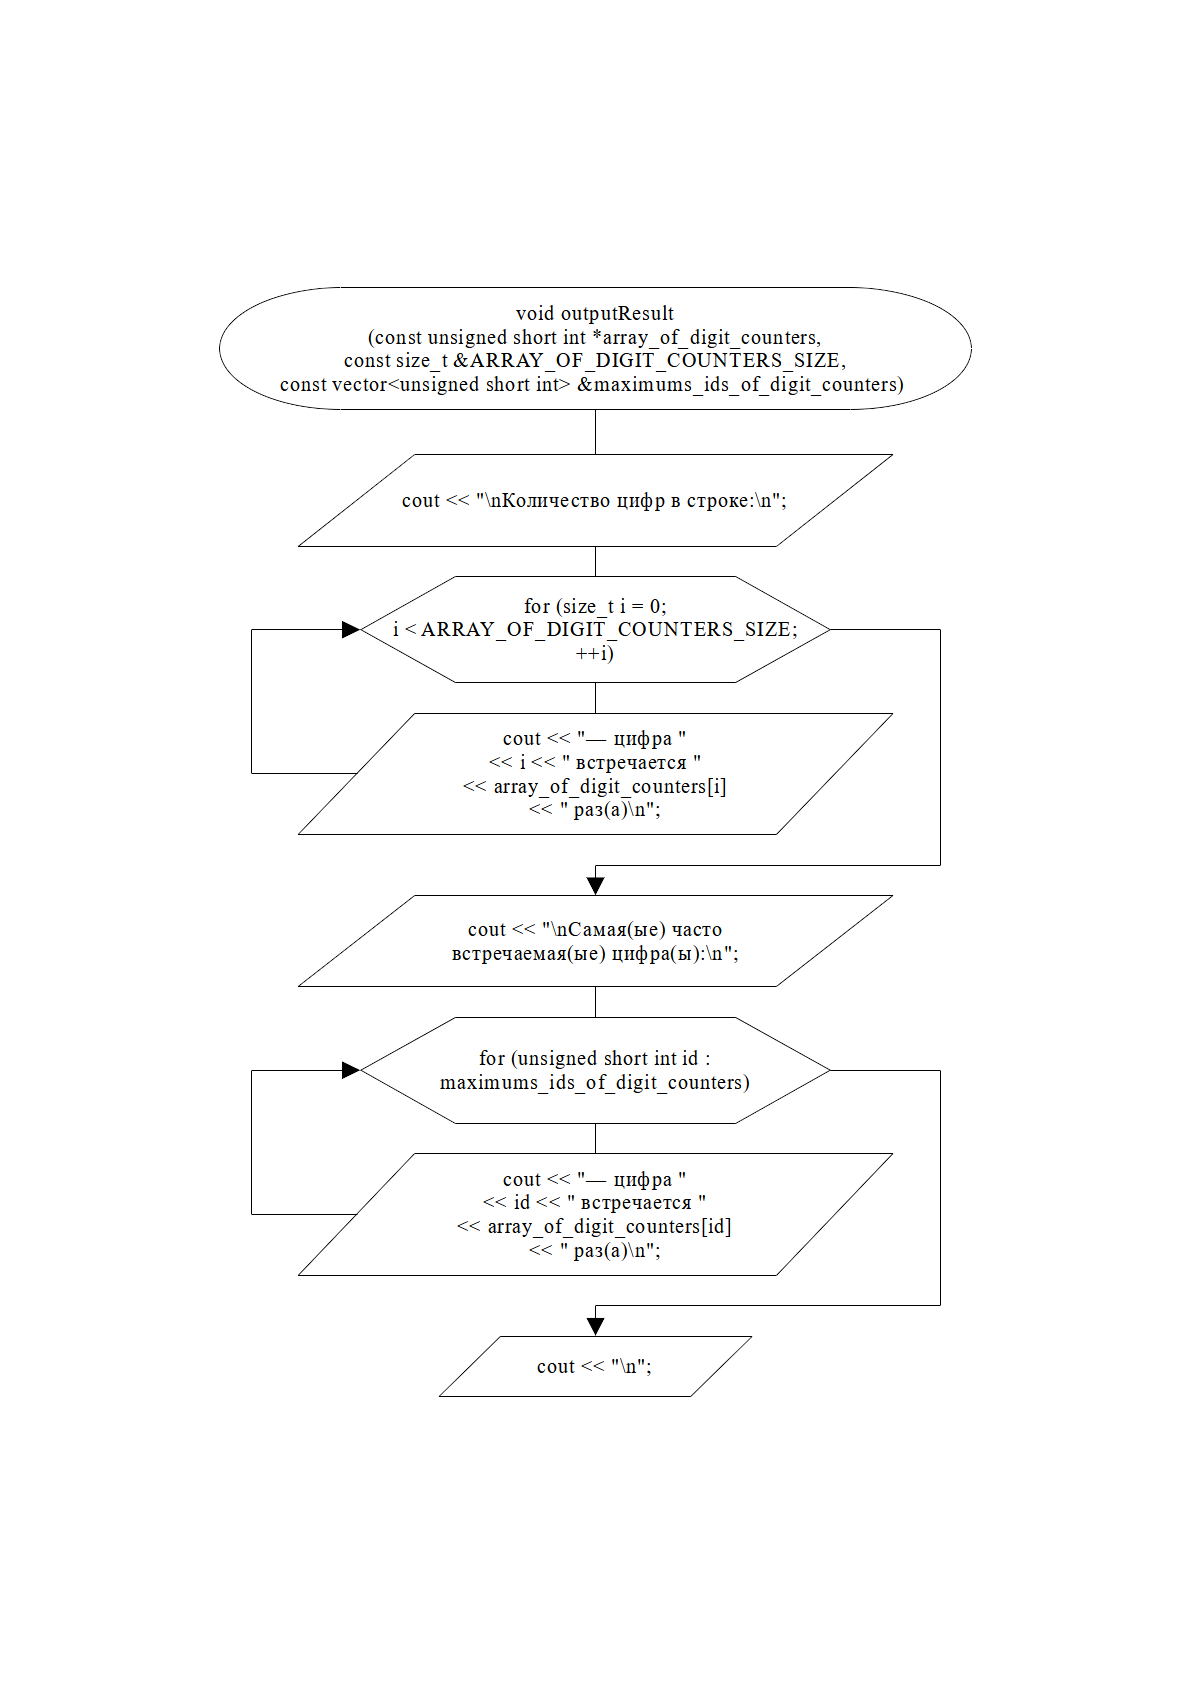 void outputResult
(const unsigned short int *array_of_digit_counters,
const size_t &ARRAY_OF_DIGIT_COUNTERS_SIZE,
const vector<unsigned short int> &maximums_ids_of_digit_counters)
cout << "\nКоличество цифр в строке:\n";
for (size_t i = 0;
i < ARRAY_OF_DIGIT_COUNTERS_SIZE;
++i)
cout << "— цифра "
<< i << " встречается "
<< array_of_digit_counters[i]
<< " раз(а)\n";
cout << "\nСамая(ые) часто
встречаемая(ые) цифра(ы):\n";
for (unsigned short int id :
maximums_ids_of_digit_counters)
cout << "— цифра "
<< id << " встречается "
<< array_of_digit_counters[id]
<< " раз(а)\n";
cout << "\n";